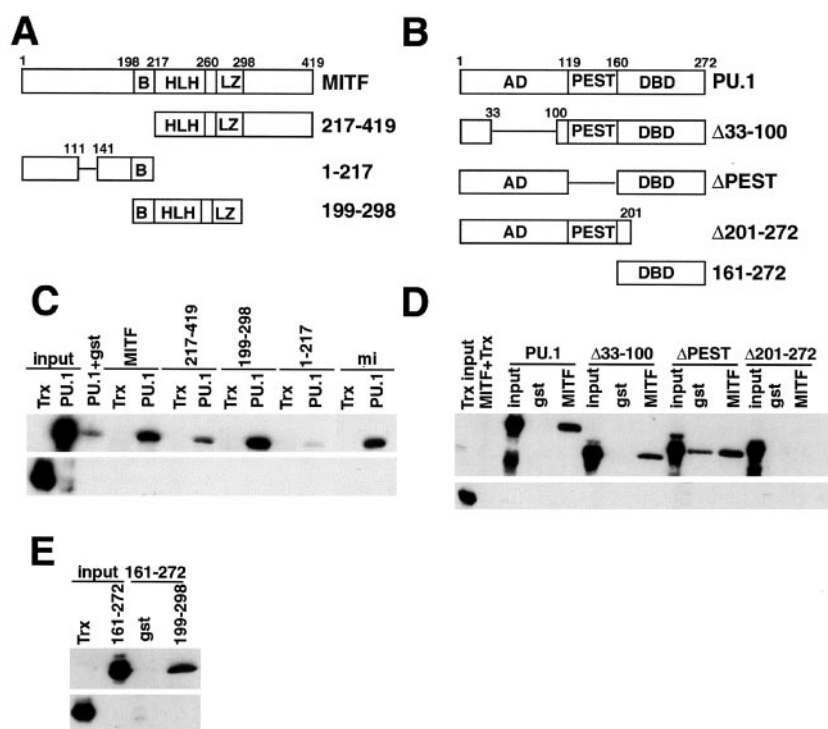 A
1 198 217 260 298 419
B HLH LZ MITF
HLH LZ 217-419
111 141
B 1-217
B HLH LZ 199-298
B
1 119 160 272
AD PEST DBD PU.1
33 100
PEST DBD Δ33-100
AD DBD ΔPEST
201
AD PEST Δ201-272
DBD 161-272
C
input PU.1+gst MITF 217-419 199-298 1-217 mi
Trx PU.1 Trx PU.1 Trx PU.1 Trx PU.1 Trx PU.1 Trx PU.1
D
Trx input MITF+Trx PU.1 Δ33-100 ΔPEST Δ201-272
input gst MITF input gst MITF input gst MITF input gst MITF
E
input 161-272
Trx 161-272 gst 199-298